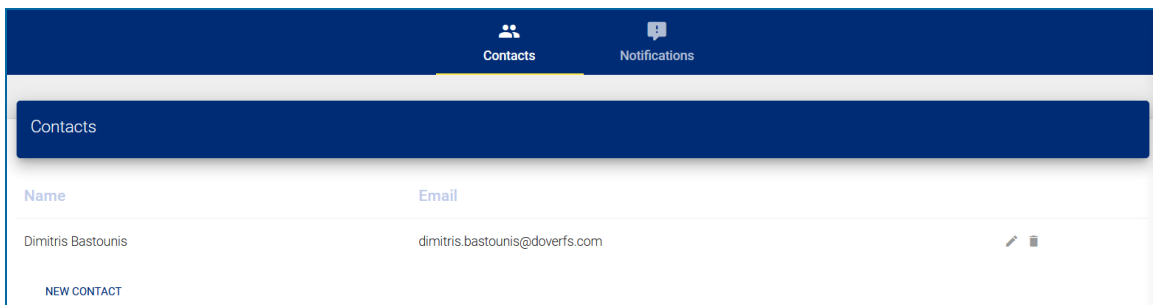 Contacts Notifications
Contacts
Name Email
Dimitris Bastounis dimitris.bastounis@doverfs.com
NEW CONTACT